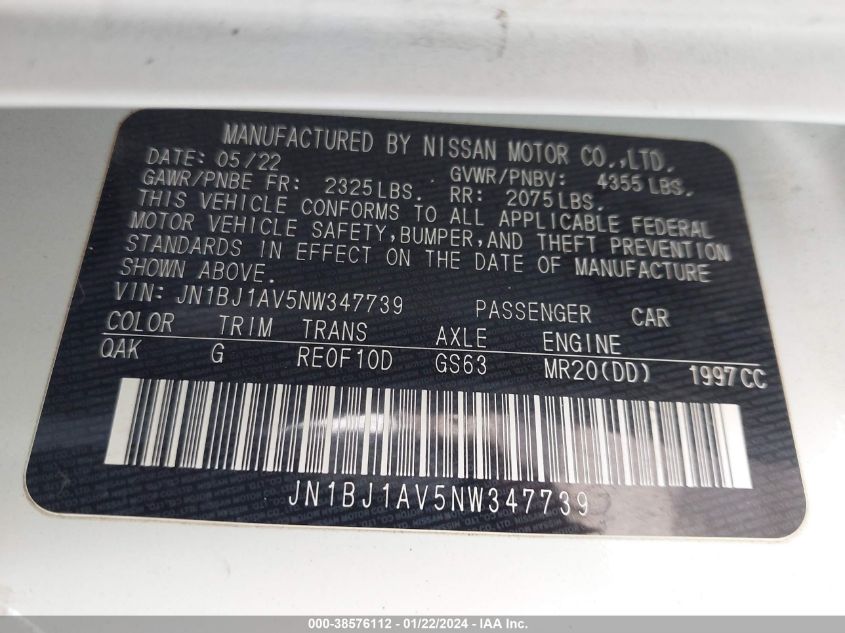 MANUFACTURED BY NISSAN MOTOR CO.,LTD.
DATE: 05/22 GVWR/PNBV: 4355 LBS.
GAWR/PNBE FR: 2325 LBS. RR: 2075 LBS.
THIS VEHICLE CONFORMS TO ALL APPLICABLE FEDERAL
MOTOR VEHICLE SAFETY, BUMPER, AND THEFT PREVENTION
STANDARDS IN EFFECT ON THE DATE OF MANUFACTURE
SHOWN ABOVE.
VIN: JN1BJ1AV5NW347739 PASSENGER CAR
COLOR TRIM TRANS AXLE ENGINE
QAK G RE0F10D GS63 MR20(DD) 1997CC
JN1BJ1AV5NW347739
000-38576112 - 01/22/2024 - IAA Inc.